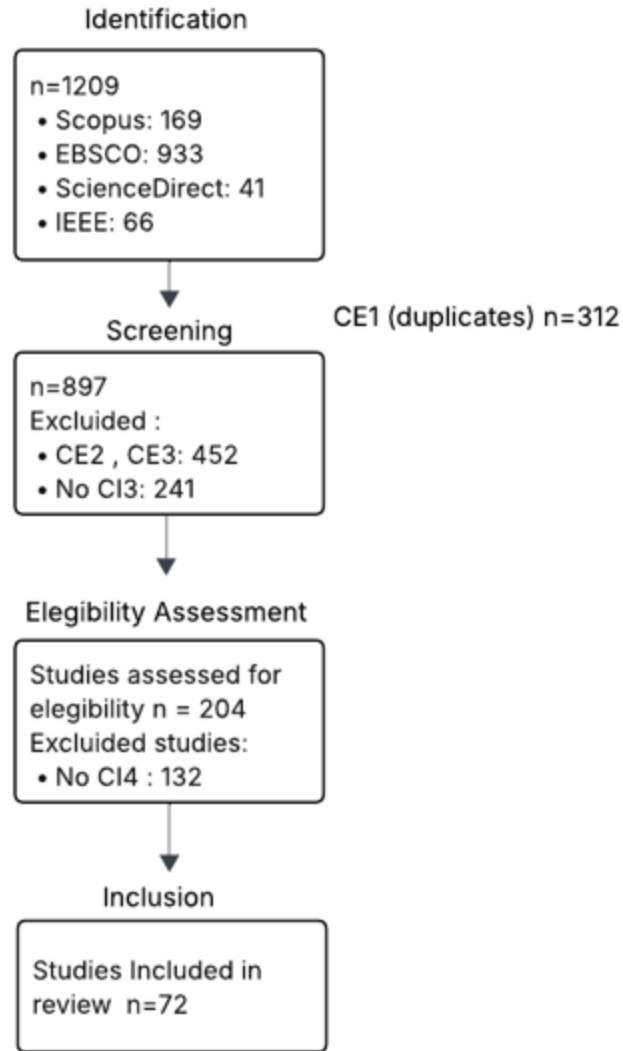 Identification
n=1209
• Scopus: 169
• EBSCO: 933
• ScienceDirect: 41
• IEEE: 66
CE1 (duplicates) n=312
Screening
n=897
Excluided :
• CE2 , CE3: 452
• No CI3: 241
Elegibility Assessment
Studies assessed for
elegibility n = 204
Excluided studies:
• No CI4 : 132
Inclusion
Studies Included in
review n=72